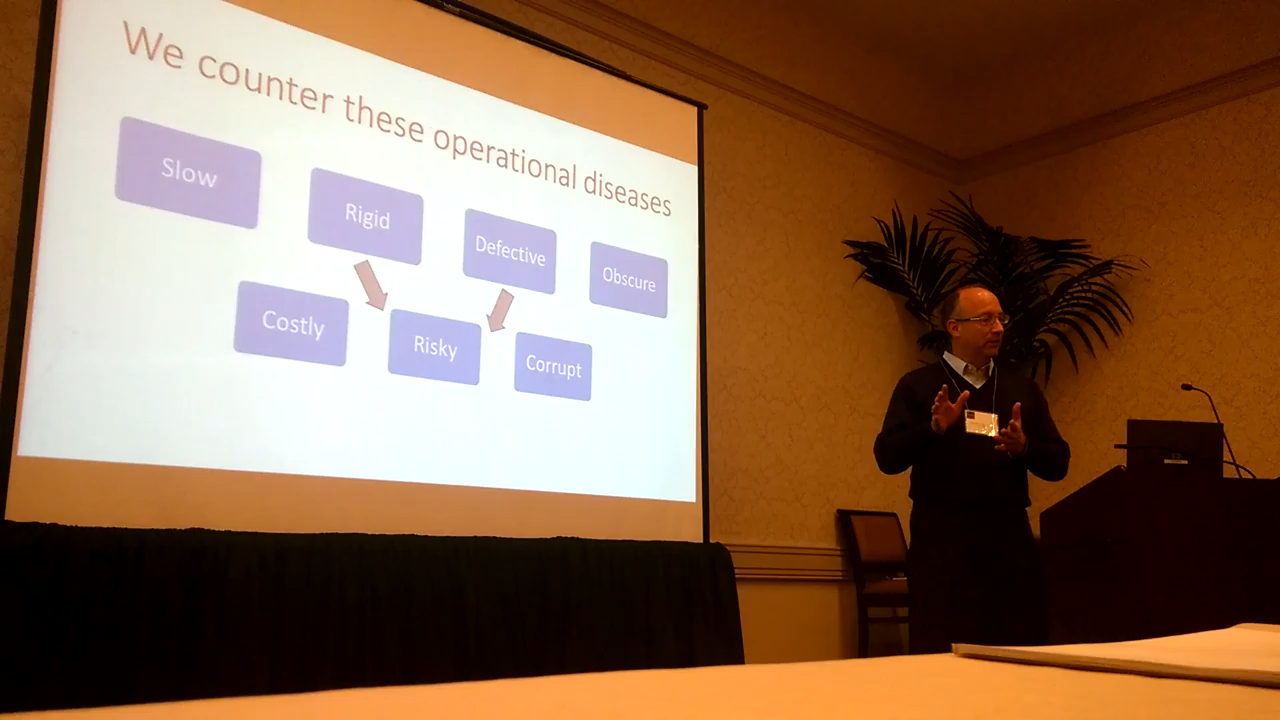 We counter these operational diseases
Slow
Rigid
Defective
Obscure
Costly
Risky
Corrupt